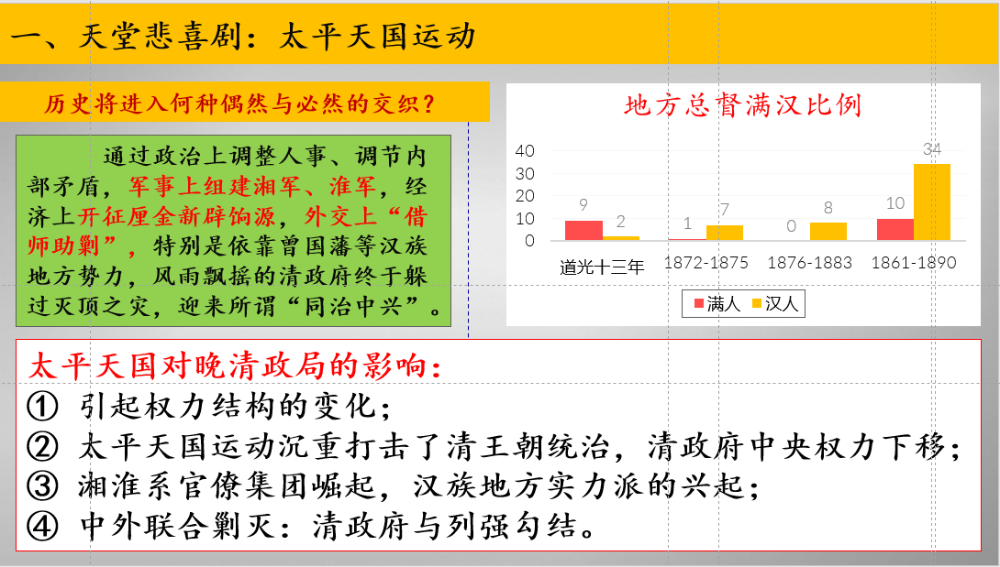 一、天堂悲喜剧：太平天国运动
历史将进入何种偶然与必然的交织？
通过政治上调整人事、调节内
部矛盾，军事上组建湘军、淮军，经
济上开征厘金新辟饷源，外交上“借
师助剿”，特别是依靠曾国藩等汉族
地方势力，风雨飘摇的清政府终于躲
过灭顶之灾，迎来所谓“同治中兴”。
地方总督满汉比例
40
30
20
10
0
9
2
1
7
0
8
10
34
道光十三年
1872-1875
1876-1883
1861-1890
满人 汉人
太平天国对晚清政局的影响：
① 引起权力结构的变化；
② 太平天国运动沉重打击了清王朝统治，清政府中央权力下移；
③ 湘淮系官僚集团崛起，汉族地方实力派的兴起；
④ 中外联合剿灭：清政府与列强勾结。